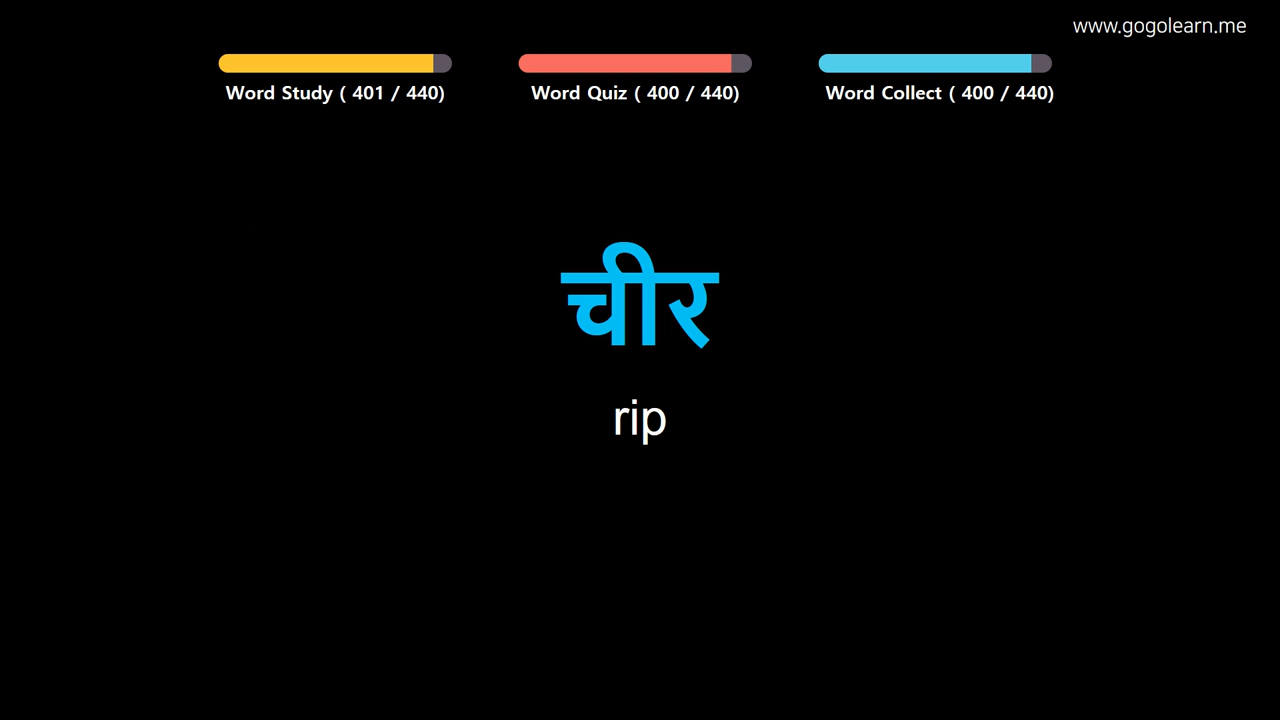 www.gogolearn.me
Word Study ( 401 / 440)
Word Quiz ( 400 / 440)
Word Collect ( 400 / 440)
चीर
rip